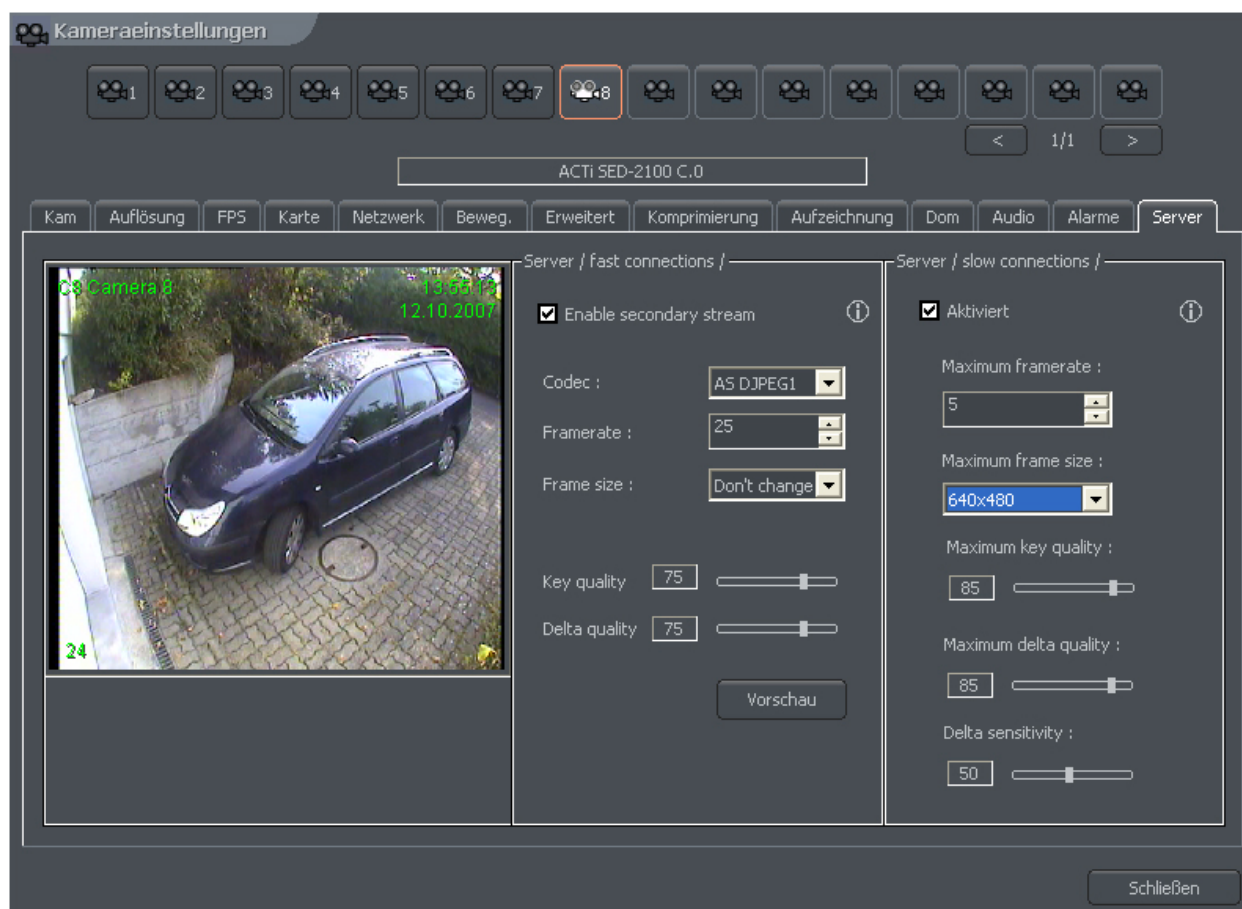 Kameraeinstellungen
1 2 3 4 5 6 7 8
< 1/1 >
ACTi SED-2100 C.0
Kam Auflösung FPS Karte Netzwerk Beweg. Erweitert Komprimierung Aufzeichnung Dom Audio Alarme Server
C8 Camera 8
13:55:19
12.10.2007
24
Server / fast connections /
Enable secondary stream
Codec : AS DJPEG1
Framerate : 25
Frame size : Don't change
Key quality 75
Delta quality 75
Vorschau
Server / slow connections /
Aktiviert
Maximum framerate :
5
Maximum frame size :
640x480
Maximum key quality :
85
Maximum delta quality :
85
Delta sensitivity :
50
Schließen